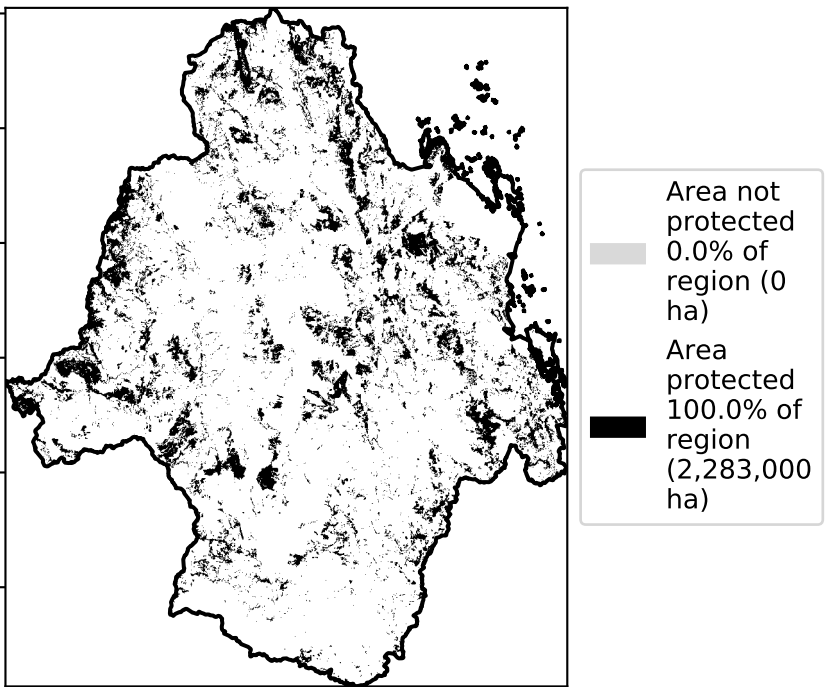 Area not
protected
0.0% of
region (0
ha)
Area
protected
100.0% of
region
(2,283,000
ha)